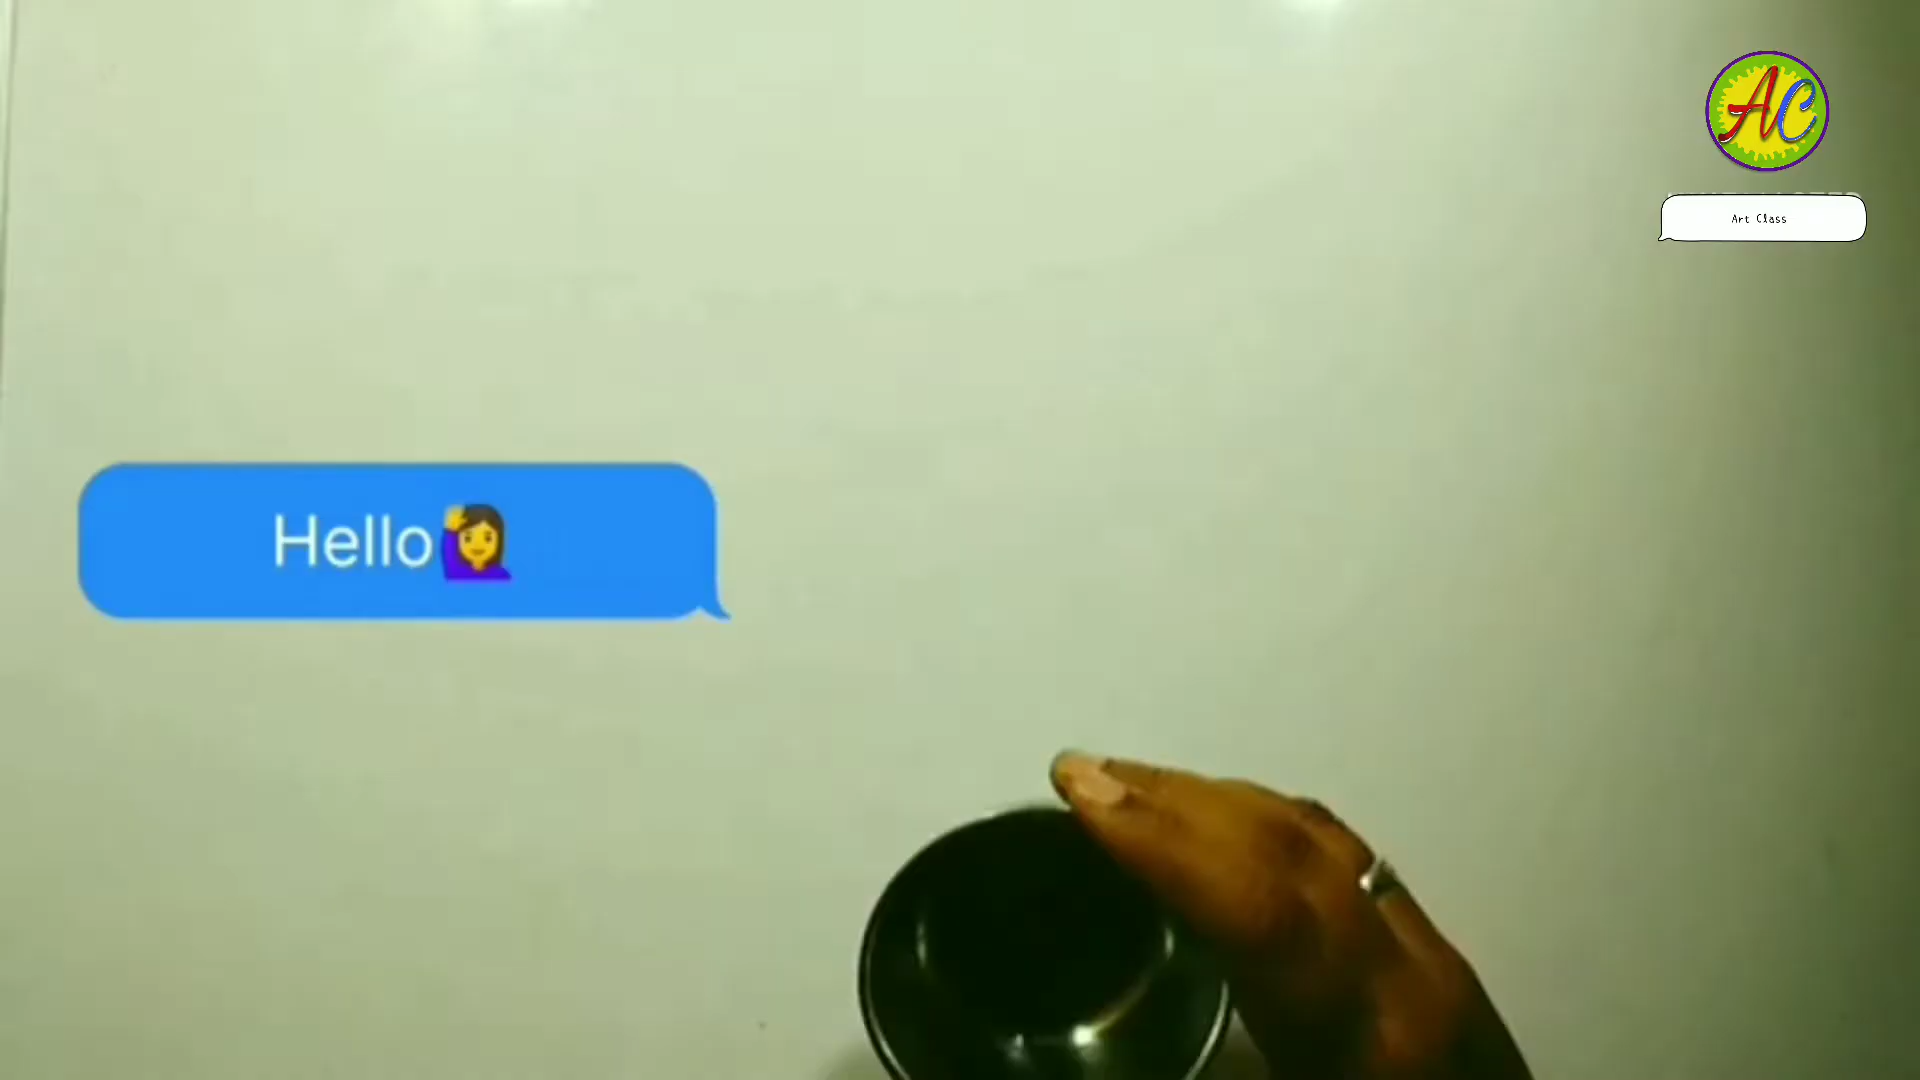 AC
Art Class
Hello🙋‍♀️